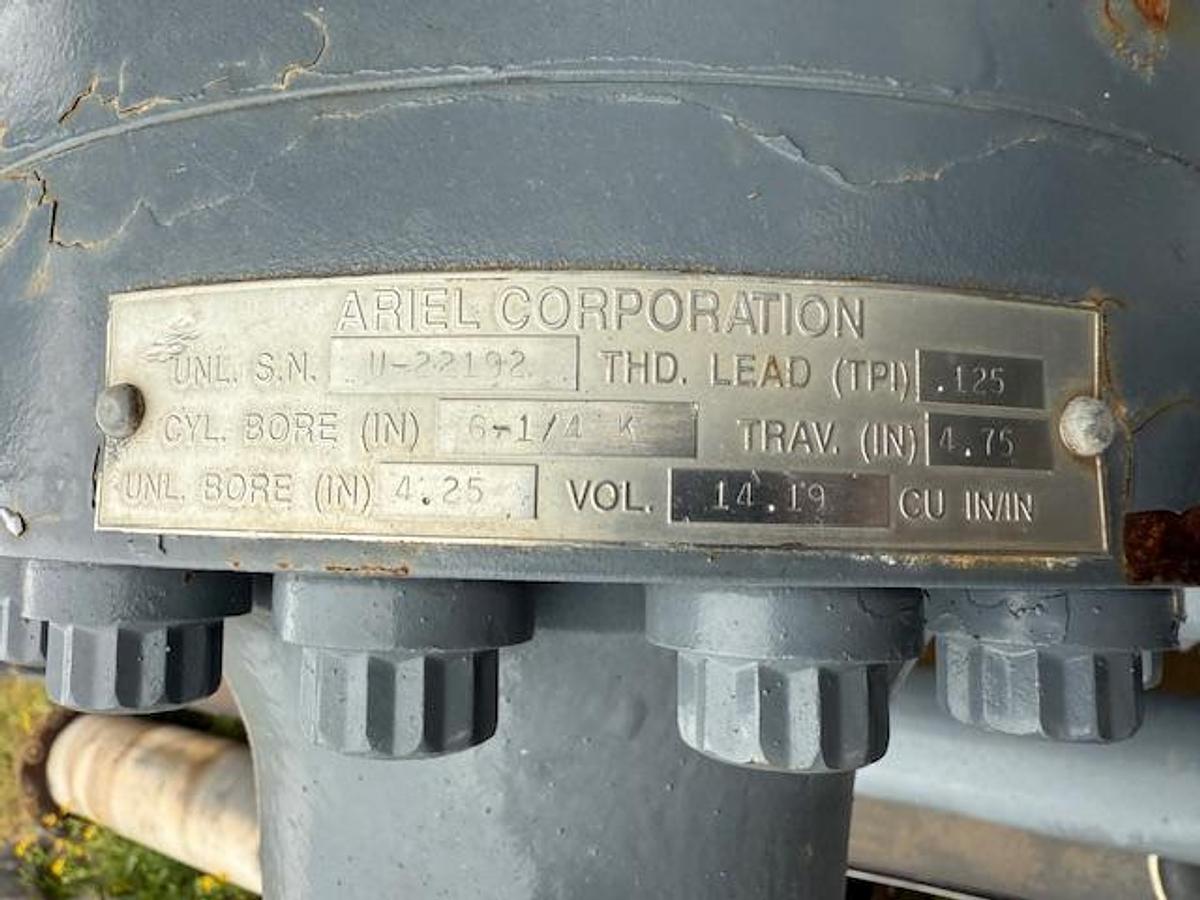 ARIEL CORPORATION
UNL. S.N. U-22192 THD. LEAD (TPI) .125
CYL. BORE (IN) 6-1/4 K TRAV. (IN) 4.75
UNL. BORE (IN) 4.25 VOL. 14.19 CU IN/IN